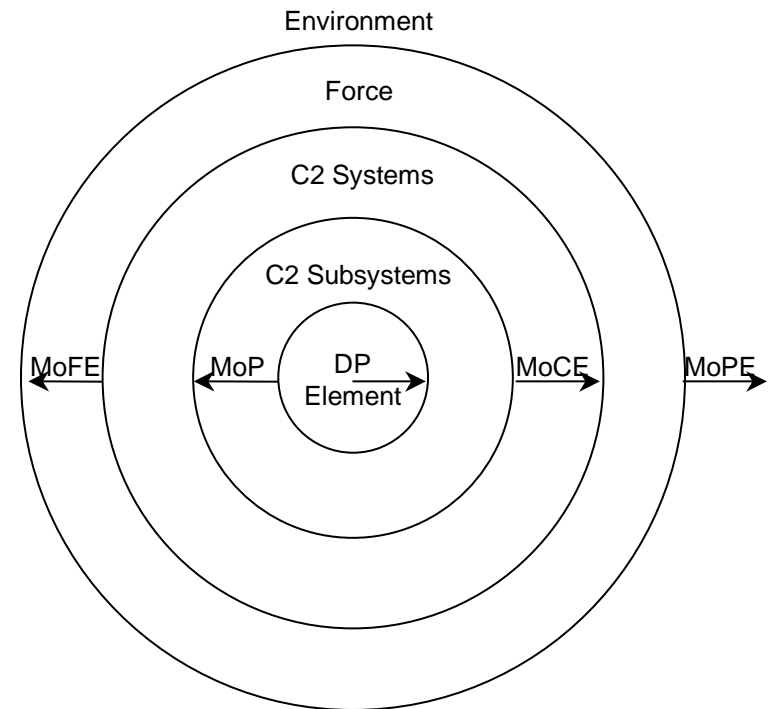 Environment
Force
C2 Systems
C2 Subsystems
MoFE
MoP
DP
Element
MoCE
MoPE